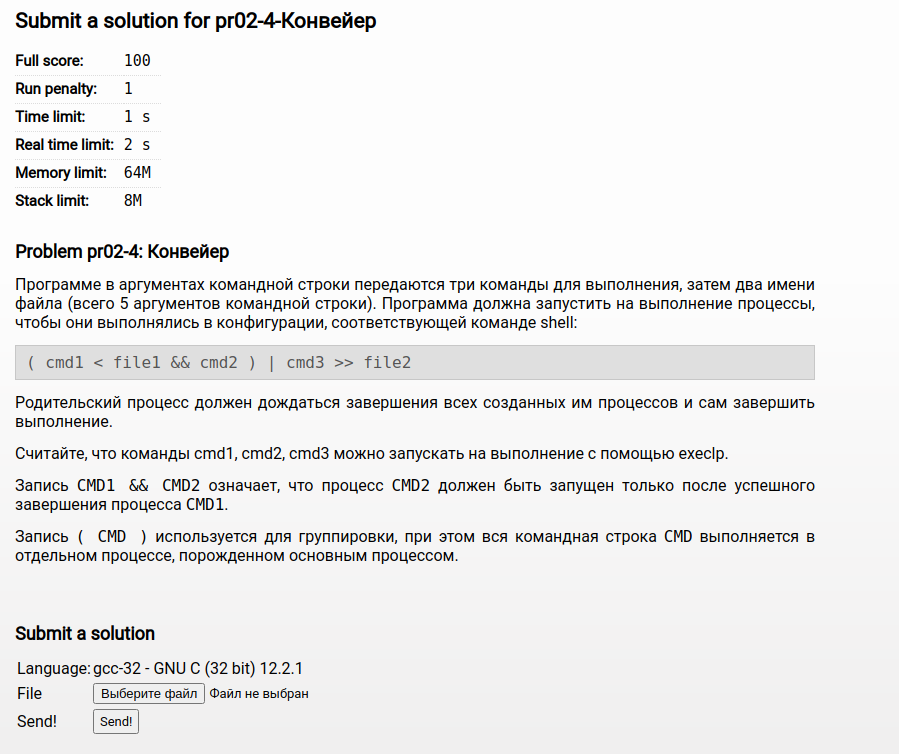 Submit a solution for pr02-4-Конвейер
Full score: 100
Run penalty: 1
Time limit: 1 s
Real time limit: 2 s
Memory limit: 64M
Stack limit: 8M
Problem pr02-4: Конвейер
Программе в аргументах командной строки передаются три команды для выполнения, затем два имени
файла (всего 5 аргументов командной строки). Программа должна запустить на выполнение процессы,
чтобы они выполнялись в конфигурации, соответствующей команде shell:
( cmd1 < file1 && cmd2 ) | cmd3 >> file2
Родительский процесс должен дождаться завершения всех созданных им процессов и сам завершить
выполнение.
Считайте, что команды cmd1, cmd2, cmd3 можно запускать на выполнение с помощью execlp.
Запись CMD1 && CMD2 означает, что процесс CMD2 должен быть запущен только после успешного
завершения процесса CMD1.
Запись ( CMD ) используется для группировки, при этом вся командная строка CMD выполняется в
отдельном процессе, порожденном основным процессом.
Submit a solution
Language: gcc-32 - GNU C (32 bit) 12.2.1
File Выберите файл Файл не выбран
Send! Send!